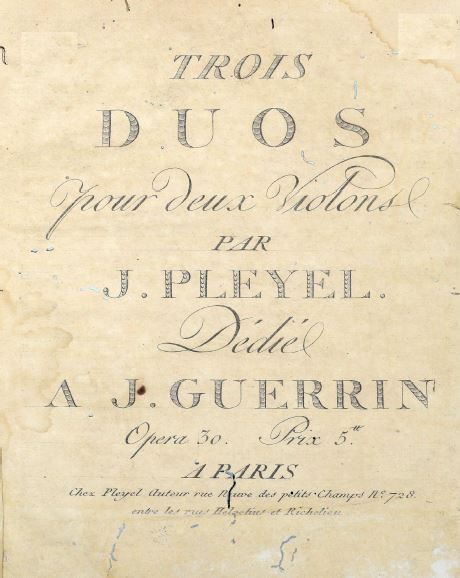 TROIS
DUOS
pour deux Violons
PAR
J. PLEYEL.
Dédié
A J. GUERRIN
Opera 30. Prix 5.tt
A PARIS
Chez Pleyel Auteur rue Neuve des petits Champs N.º 728.
entre les rues Helvetius et Richelieu